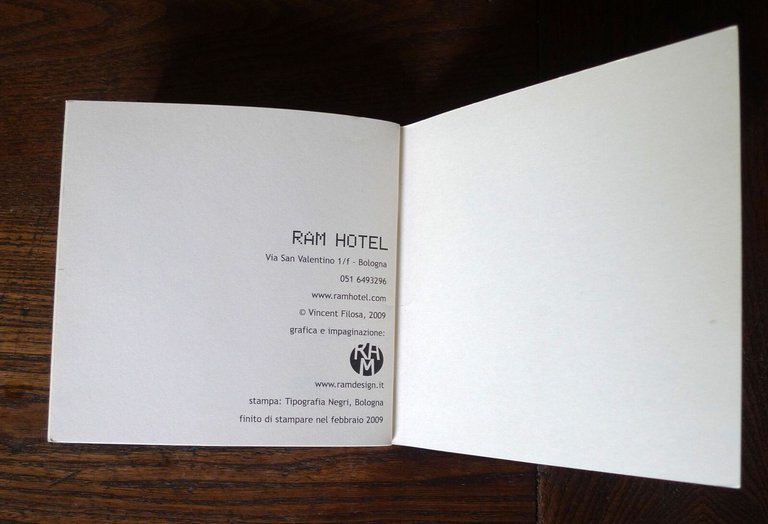 RAM HOTEL
Via San Valentino 1/f - Bologna
051 6493296
www.ramhotel.com
© Vincent Filosa, 2009
grafica e impaginazione:
RA
M
www.ramdesign.it
stampa: Tipografia Negri, Bologna
finito di stampare nel febbraio 2009